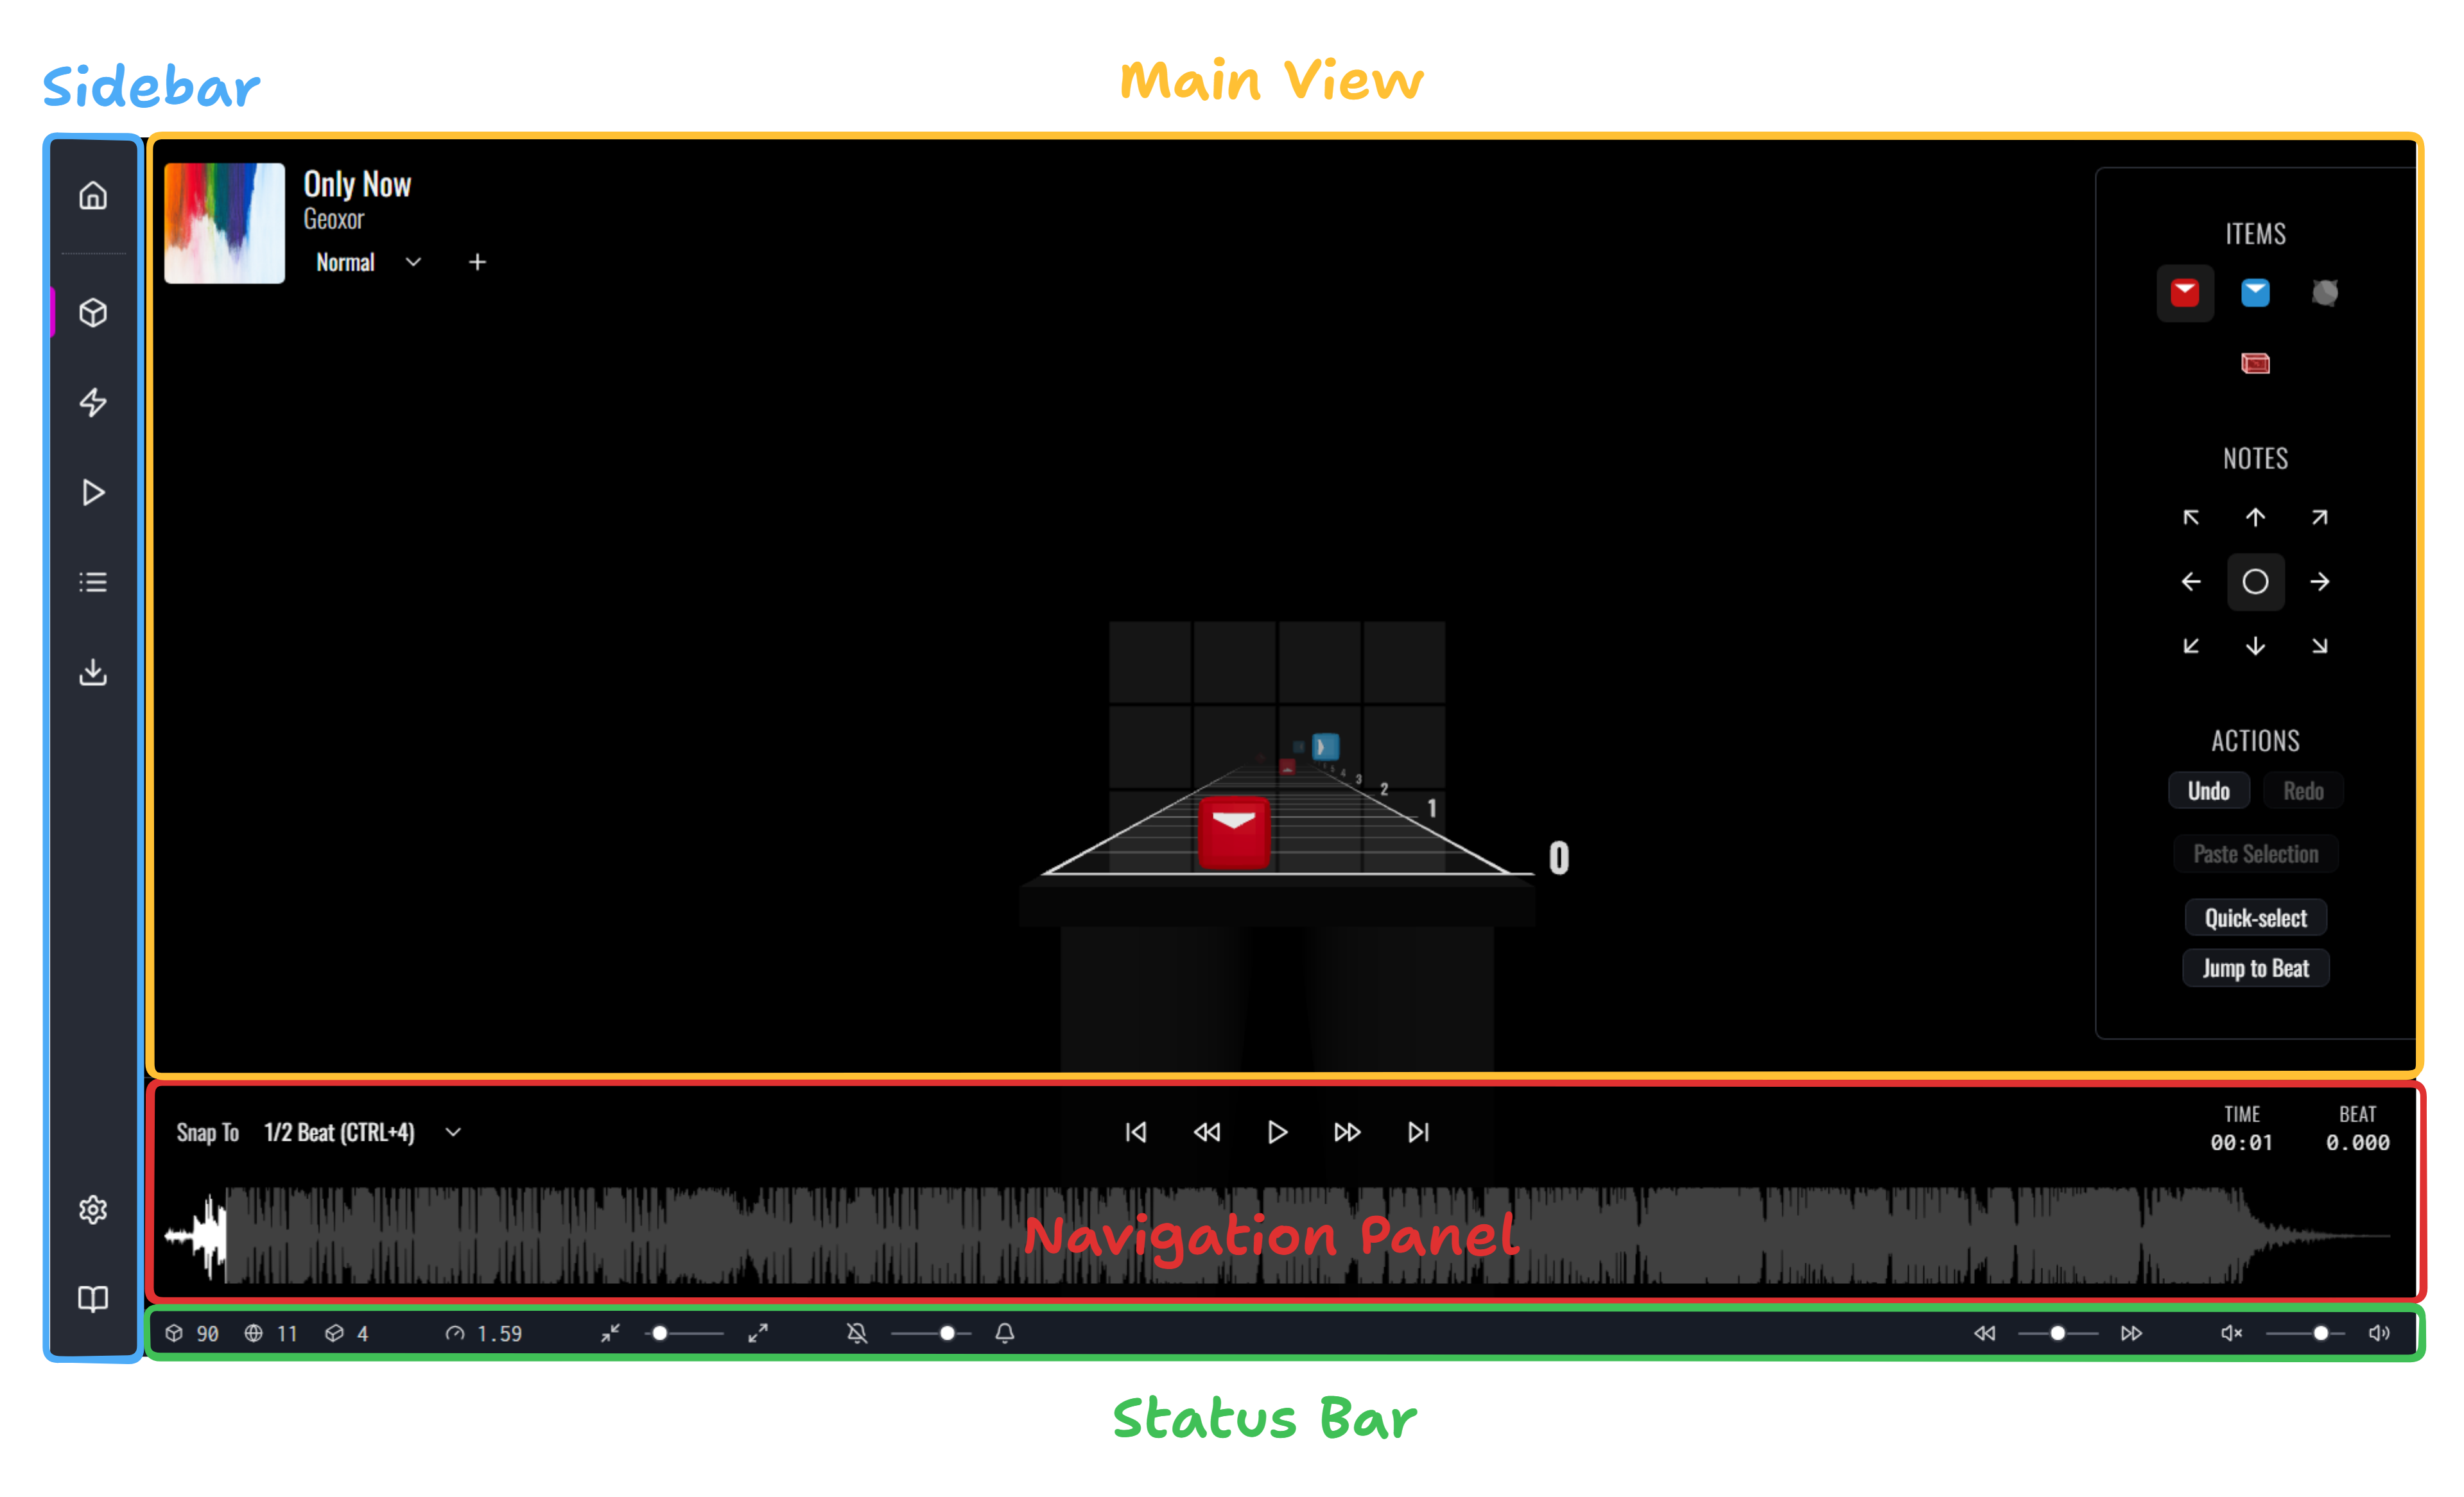 Sidebar
Main View
Only Now
Geoxor
Normal
ITEMS
NOTES
ACTIONS
Undo Redo
Paste Selection
Quick-select
Jump to Beat
4
3
2
1
0
Snap To 1/2 Beat (CTRL+4)
TIME BEAT
00:01 0.000
Navigation Panel
90 11 4 1.59
Status Bar